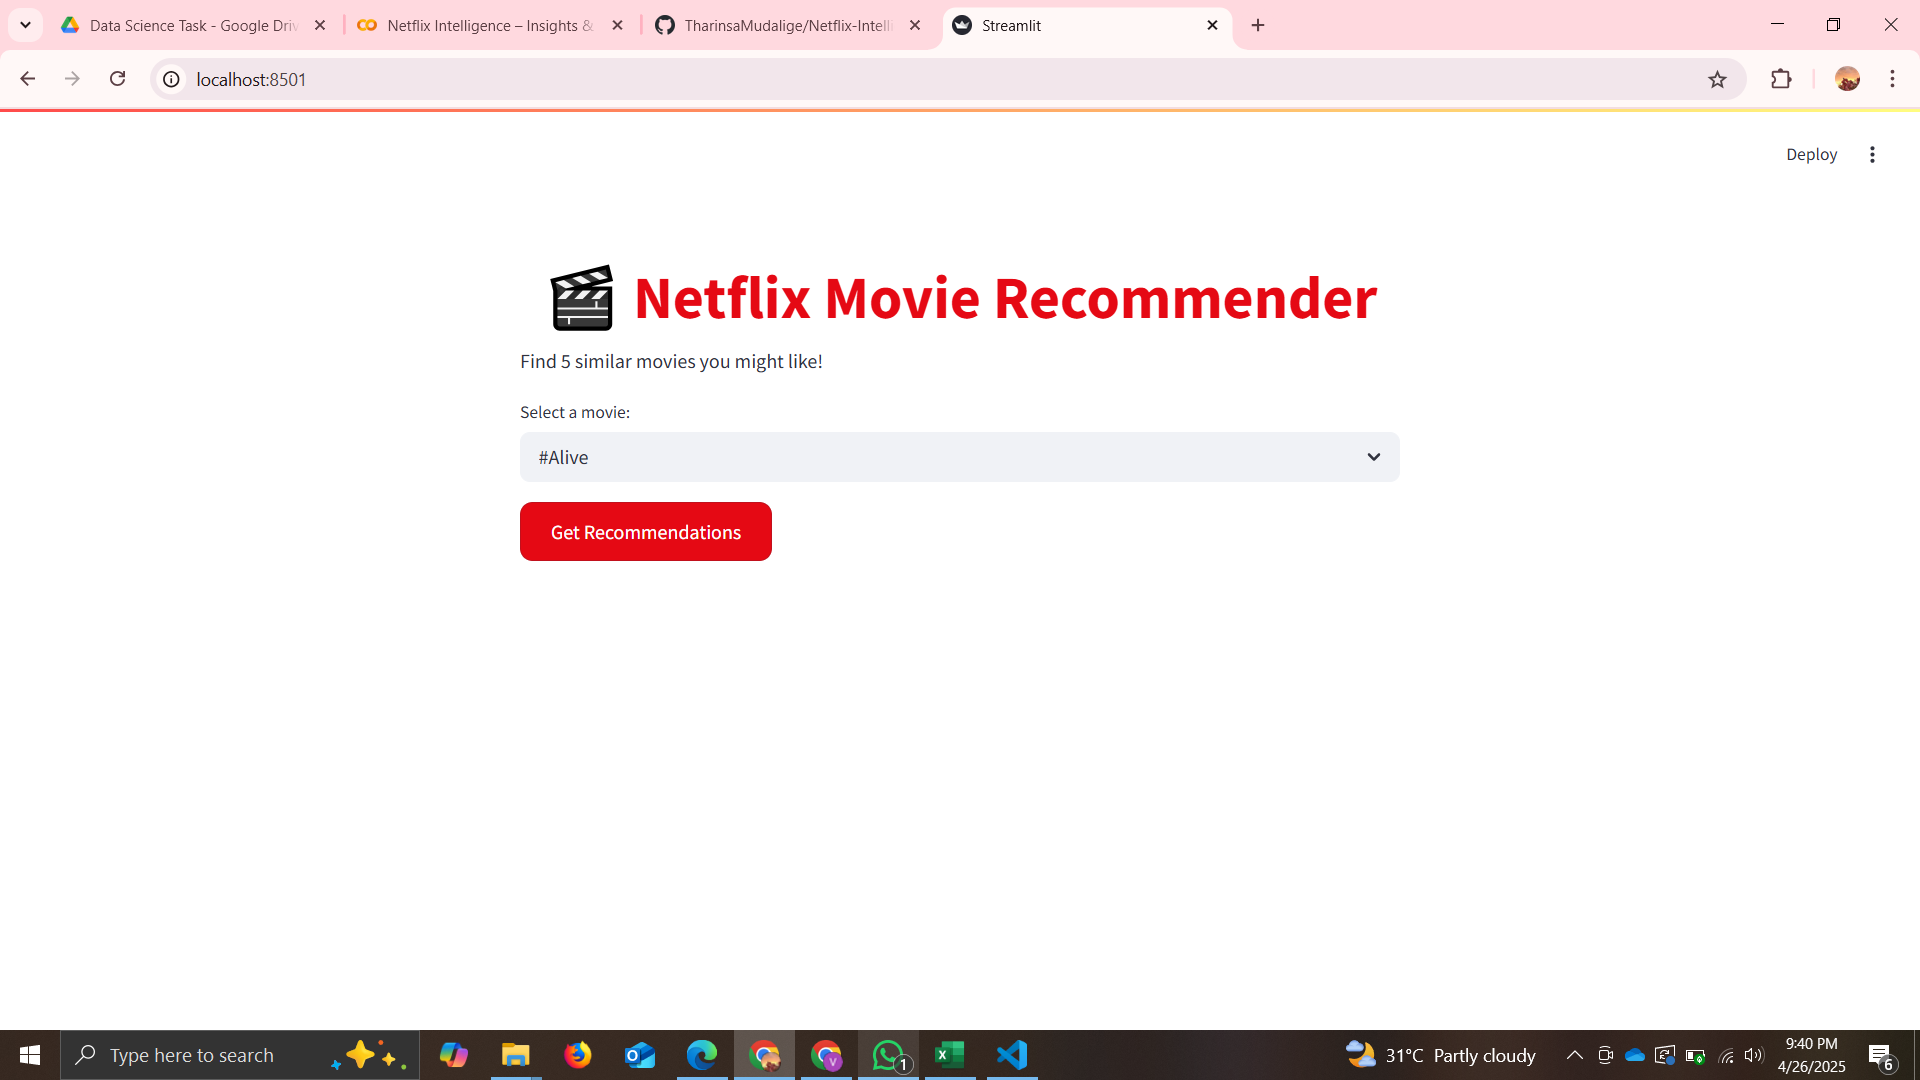 Data Science Task - Google Driv
Netflix Intelligence – Insights &
TharinsaMudalige/Netflix-Intelli
Streamlit
localhost:8501
Deploy
Netflix Movie Recommender
Find 5 similar movies you might like!
Select a movie:
#Alive
Get Recommendations
Type here to search
1
31°C Partly cloudy
9:40 PM
4/26/2025
6